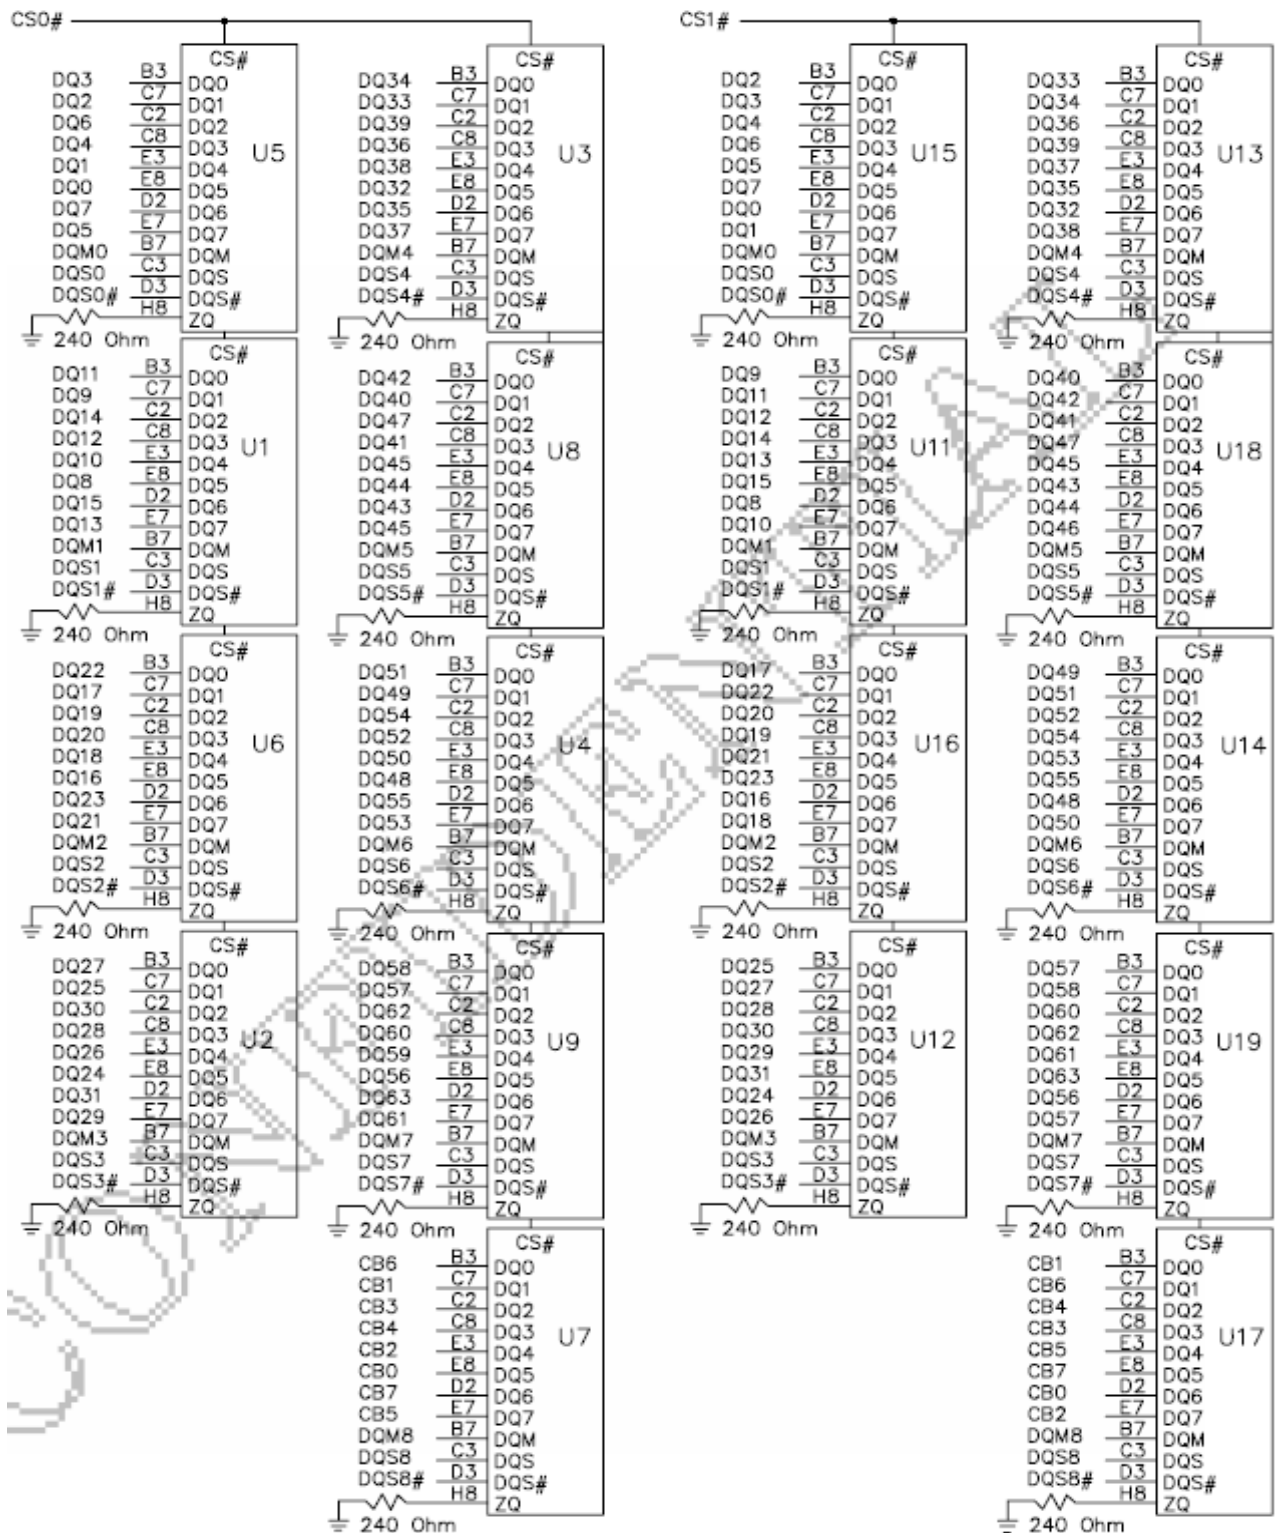 CS0#
CS#
DQ3 B3 DQ0
DQ2 C7 DQ1
DQ6 C2 DQ2
DQ4 C8 DQ3
U5
DQ1 E3 DQ4
DQ0 E8 DQ5
DQ7 D2 DQ6
DQ5 E7 DQ7
DQM0 B7 DQM
DQS0 C3 DQS
DQS0# D3 DQS#
H8 ZQ
240 Ohm
CS#
DQ11 B3 DQ0
DQ9 C7 DQ1
DQ14 C2 DQ2
DQ12 C8 DQ3
U1
DQ10 E3 DQ4
DQ8 E8 DQ5
DQ15 D2 DQ6
DQ13 E7 DQ7
DQM1 B7 DQM
DQS1 C3 DQS
DQS1# D3 DQS#
H8 ZQ
240 Ohm
CS#
DQ22 B3 DQ0
DQ17 C7 DQ1
DQ19 C2 DQ2
DQ20 C8 DQ3
U6
DQ18 E3 DQ4
DQ16 E8 DQ5
DQ23 D2 DQ6
DQ21 E7 DQ7
DQM2 B7 DQM
DQS2 C3 DQS
DQS2# D3 DQS#
H8 ZQ
240 Ohm
CS#
DQ27 B3 DQ0
DQ25 C7 DQ1
DQ30 C2 DQ2
DQ28 C8 DQ3
U2
DQ26 E3 DQ4
DQ24 E8 DQ5
DQ31 D2 DQ6
DQ29 E7 DQ7
DQM3 B7 DQM
DQS3 C3 DQS
DQS3# D3 DQS#
H8 ZQ
240 Ohm
CS#
DQ34 B3 DQ0
DQ33 C7 DQ1
DQ39 C2 DQ2
DQ36 C8 DQ3
U3
DQ38 E3 DQ4
DQ32 E8 DQ5
DQ35 D2 DQ6
DQ37 E7 DQ7
DQM4 B7 DQM
DQS4 C3 DQS
DQS4# D3 DQS#
H8 ZQ
240 Ohm
CS#
DQ42 B3 DQ0
DQ40 C7 DQ1
DQ47 C2 DQ2
DQ41 C8 DQ3
U8
DQ45 E3 DQ4
DQ44 E8 DQ5
DQ43 D2 DQ6
DQ45 E7 DQ7
DQM5 B7 DQM
DQS5 C3 DQS
DQS5# D3 DQS#
H8 ZQ
240 Ohm
CS#
DQ51 B3 DQ0
DQ49 C7 DQ1
DQ54 C2 DQ2
DQ52 C8 DQ3
U4
DQ50 E3 DQ4
DQ48 E8 DQ5
DQ55 D2 DQ6
DQ53 E7 DQ7
DQM6 B7 DQM
DQS6 C3 DQS
DQS6# D3 DQS#
H8 ZQ
240 Ohm
CS#
DQ58 B3 DQ0
DQ57 C7 DQ1
DQ62 C2 DQ2
DQ60 C8 DQ3
U9
DQ59 E3 DQ4
DQ56 E8 DQ5
DQ63 D2 DQ6
DQ61 E7 DQ7
DQM7 B7 DQM
DQS7 C3 DQS
DQS7# D3 DQS#
H8 ZQ
240 Ohm
CS#
CB6 B3 DQ0
CB1 C7 DQ1
CB3 C2 DQ2
CB4 C8 DQ3
U7
CB2 E3 DQ4
CB0 E8 DQ5
CB7 D2 DQ6
CB5 E7 DQ7
DQM8 B7 DQM
DQS8 C3 DQS
DQS8# D3 DQS#
H8 ZQ
240 Ohm
CS1#
CS#
DQ2 B3 DQ0
DQ3 C7 DQ1
DQ4 C2 DQ2
DQ6 C8 DQ3
U15
DQ5 E3 DQ4
DQ7 E8 DQ5
DQ0 D2 DQ6
DQ1 E7 DQ7
DQM0 B7 DQM
DQS0 C3 DQS
DQS0# D3 DQS#
H8 ZQ
240 Ohm
CS#
DQ9 B3 DQ0
DQ11 C7 DQ1
DQ12 C2 DQ2
DQ14 C8 DQ3
U11
DQ13 E3 DQ4
DQ15 E8 DQ5
DQ8 D2 DQ6
DQ10 E7 DQ7
DQM1 B7 DQM
DQS1 C3 DQS
DQS1# D3 DQS#
H8 ZQ
240 Ohm
CS#
DQ17 B3 DQ0
DQ22 C7 DQ1
DQ20 C2 DQ2
DQ19 C8 DQ3
U16
DQ21 E3 DQ4
DQ23 E8 DQ5
DQ16 D2 DQ6
DQ18 E7 DQ7
DQM2 B7 DQM
DQS2 C3 DQS
DQS2# D3 DQS#
H8 ZQ
240 Ohm
CS#
DQ25 B3 DQ0
DQ27 C7 DQ1
DQ28 C2 DQ2
DQ30 C8 DQ3
U12
DQ29 E3 DQ4
DQ31 E8 DQ5
DQ24 D2 DQ6
DQ26 E7 DQ7
DQM3 B7 DQM
DQS3 C3 DQS
DQS3# D3 DQS#
H8 ZQ
240 Ohm
CS#
DQ33 B3 DQ0
DQ34 C7 DQ1
DQ36 C2 DQ2
DQ39 C8 DQ3
U13
DQ37 E3 DQ4
DQ35 E8 DQ5
DQ32 D2 DQ6
DQ38 E7 DQ7
DQM4 B7 DQM
DQS4 C3 DQS
DQS4# D3 DQS#
H8 ZQ
240 Ohm
CS#
DQ40 B3 DQ0
DQ42 C7 DQ1
DQ41 C2 DQ2
DQ47 C8 DQ3
U18
DQ45 E3 DQ4
DQ43 E8 DQ5
DQ44 D2 DQ6
DQ46 E7 DQ7
DQM5 B7 DQM
DQS5 C3 DQS
DQS5# D3 DQS#
H8 ZQ
240 Ohm
CS#
DQ49 B3 DQ0
DQ51 C7 DQ1
DQ52 C2 DQ2
DQ54 C8 DQ3
U14
DQ53 E3 DQ4
DQ55 E8 DQ5
DQ48 D2 DQ6
DQ50 E7 DQ7
DQM6 B7 DQM
DQS6 C3 DQS
DQS6# D3 DQS#
H8 ZQ
240 Ohm
CS#
DQ57 B3 DQ0
DQ58 C7 DQ1
DQ60 C2 DQ2
DQ62 C8 DQ3
U19
DQ61 E3 DQ4
DQ63 E8 DQ5
DQ56 D2 DQ6
DQ57 E7 DQ7
DQM7 B7 DQM
DQS7 C3 DQS
DQS7# D3 DQS#
H8 ZQ
240 Ohm
CS#
CB1 B3 DQ0
CB6 C7 DQ1
CB4 C2 DQ2
CB3 C8 DQ3
U17
CB5 E3 DQ4
CB7 E8 DQ5
CB0 D2 DQ6
CB2 E7 DQ7
DQM8 B7 DQM
DQS8 C3 DQS
DQS8# D3 DQS#
H8 ZQ
240 Ohm
CONFIDENTIAL